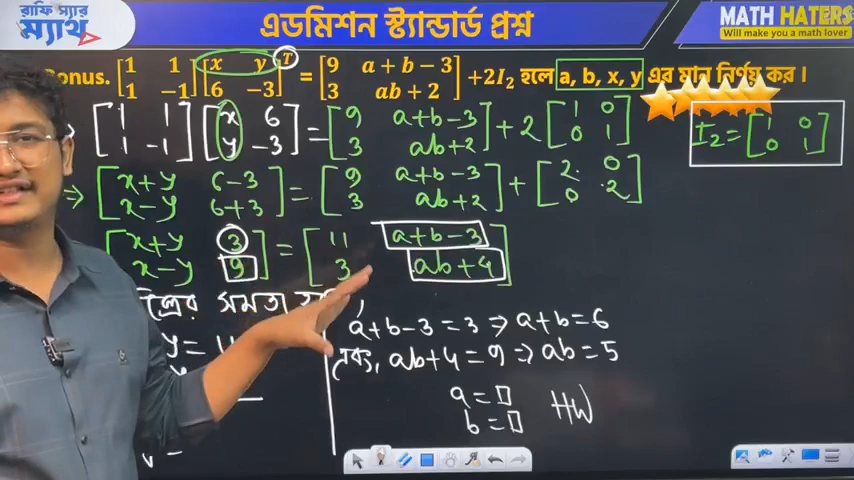 রাফি স্যার
ম্যাথ
এডমিশন স্ট্যান্ডার্ড প্রশ্ন
MATH HATERS
Will make you a math lover
Bonus. [1 1; 1 -1] [x y; 6 -3]^T = [9 a + b - 3; 3 ab + 2] + 2I₂ হলে a, b, x, y এর মান নির্ণয় কর ।
⇒ [1 1; 1 -1] [x 6; y -3] = [9 a+b-3; 3 ab+2] + 2 [1 0; 0 1]
I₂ = [1 0; 0 1]
⇒ [x+y 6-3; x-y 6+3] = [9 a+b-3; 3 ab+2] + [2 0; 0 2]
[x+y 3; x-y 9] = [11 a+b-3; 3 ab+4]
সমতা
a+b-3=3 ⇒ a+b=6
y=
এবং, ab+4=9 ⇒ ab=5
a=▯
b=▯
HW